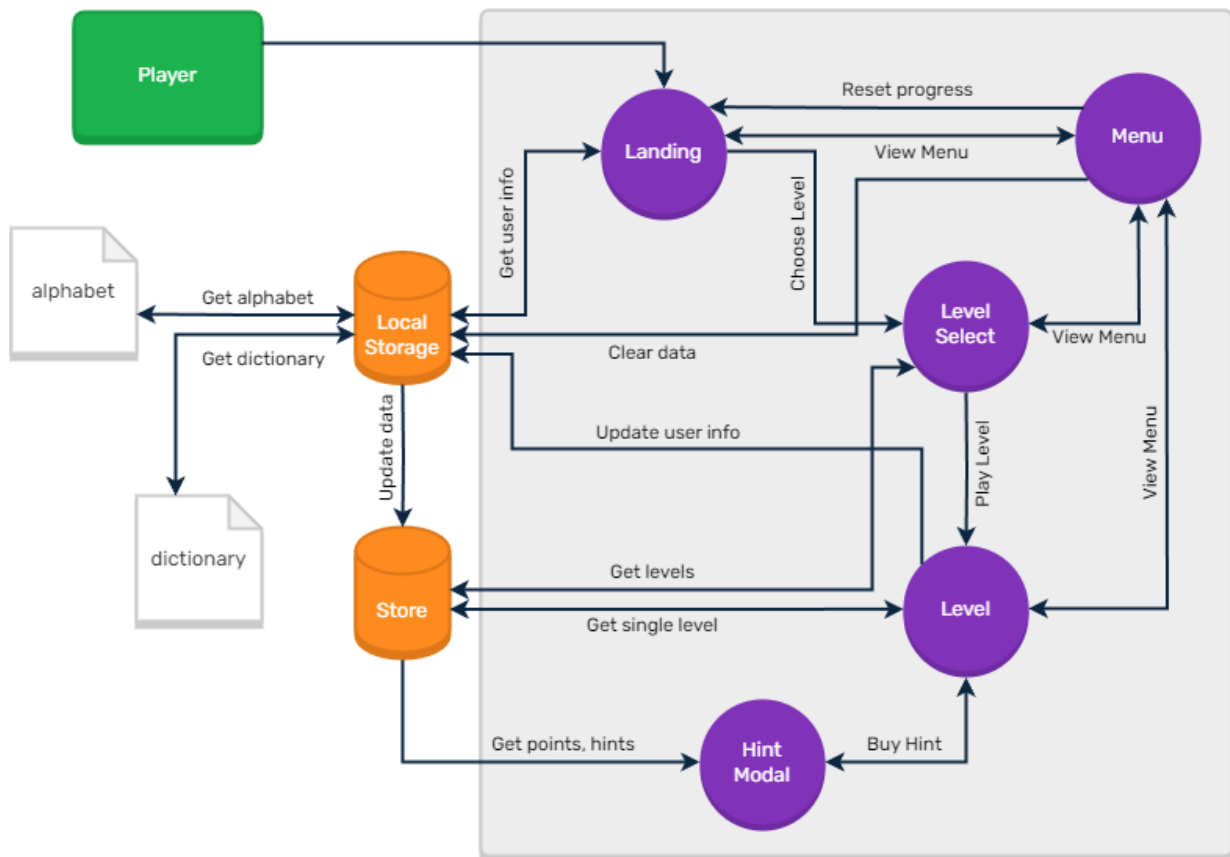 Player
Reset progress
Landing
Menu
View Menu
Get user info
Choose Level
alphabet
Get alphabet
Local
Storage
Level
Select
View Menu
Get dictionary
Clear data
Update data
Update user info
Play Level
View Menu
dictionary
Get levels
Store
Level
Get single level
Get points, hints
Hint
Modal
Buy Hint